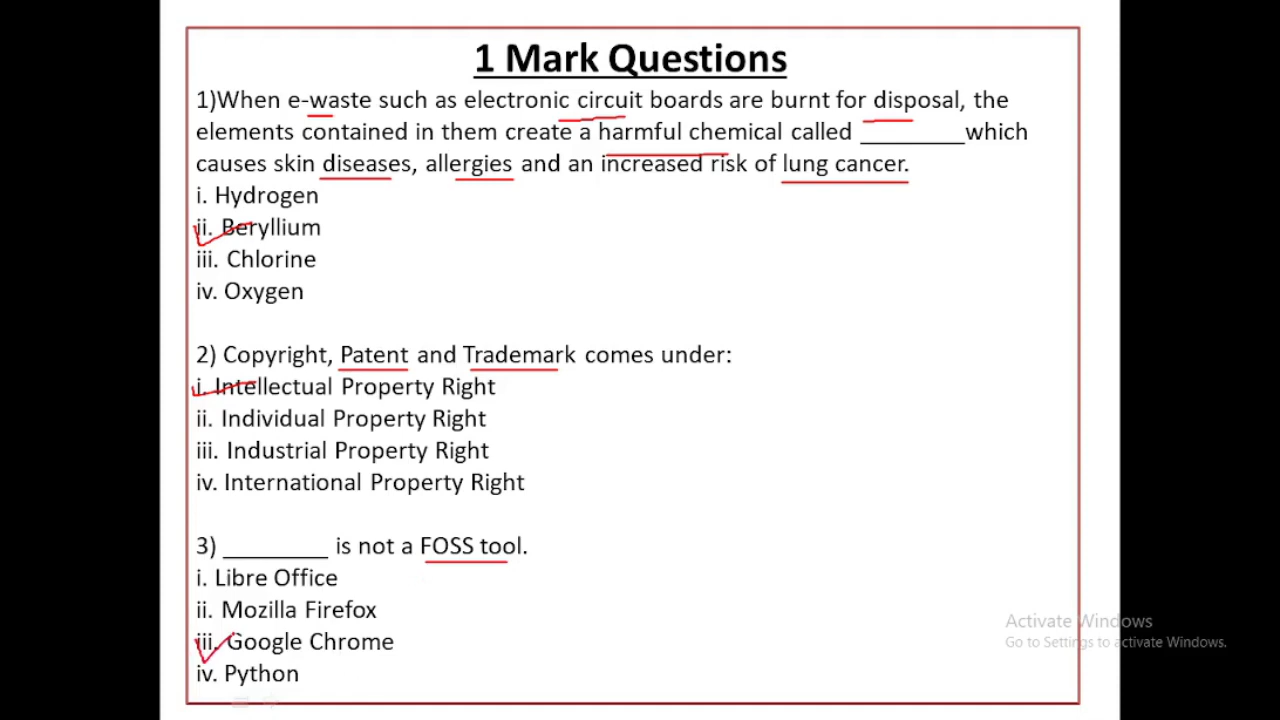 1 Mark Questions
1)When e-waste such as electronic circuit boards are burnt for disposal, the
elements contained in them create a harmful chemical called ________which
causes skin diseases, allergies and an increased risk of lung cancer.
i. Hydrogen
ii. Beryllium
iii. Chlorine
iv. Oxygen
2) Copyright, Patent and Trademark comes under:
i. Intellectual Property Right
ii. Individual Property Right
iii. Industrial Property Right
iv. International Property Right
3) ________ is not a FOSS tool.
i. Libre Office
ii. Mozilla Firefox
iii. Google Chrome
iv. Python
Activate Windows
Go to Settings to activate Windows.